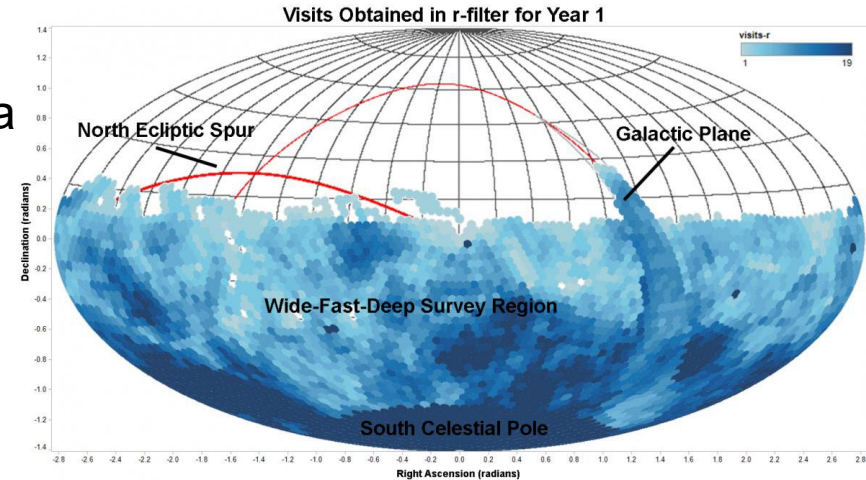 Visits Obtained in r-filter for Year 1
visits-r
1 19
a
North Ecliptic Spur
Galactic Plane
Wide-Fast-Deep Survey Region
South Celestial Pole
Declination (radians)
1.4
1.2
1.0
0.8
0.6
0.4
0.2
0.0
-0.2
-0.4
-0.6
-0.8
-1.0
-1.2
-1.4
-2.8 -2.6 -2.4 -2.2 -2.0 -1.8 -1.6 -1.4 -1.2 -1.0 -0.8 -0.6 -0.4 -0.2 0.0 0.2 0.4 0.6 0.8 1.0 1.2 1.4 1.6 1.8 2.0 2.2 2.4 2.6 2.8
Right Ascension (radians)